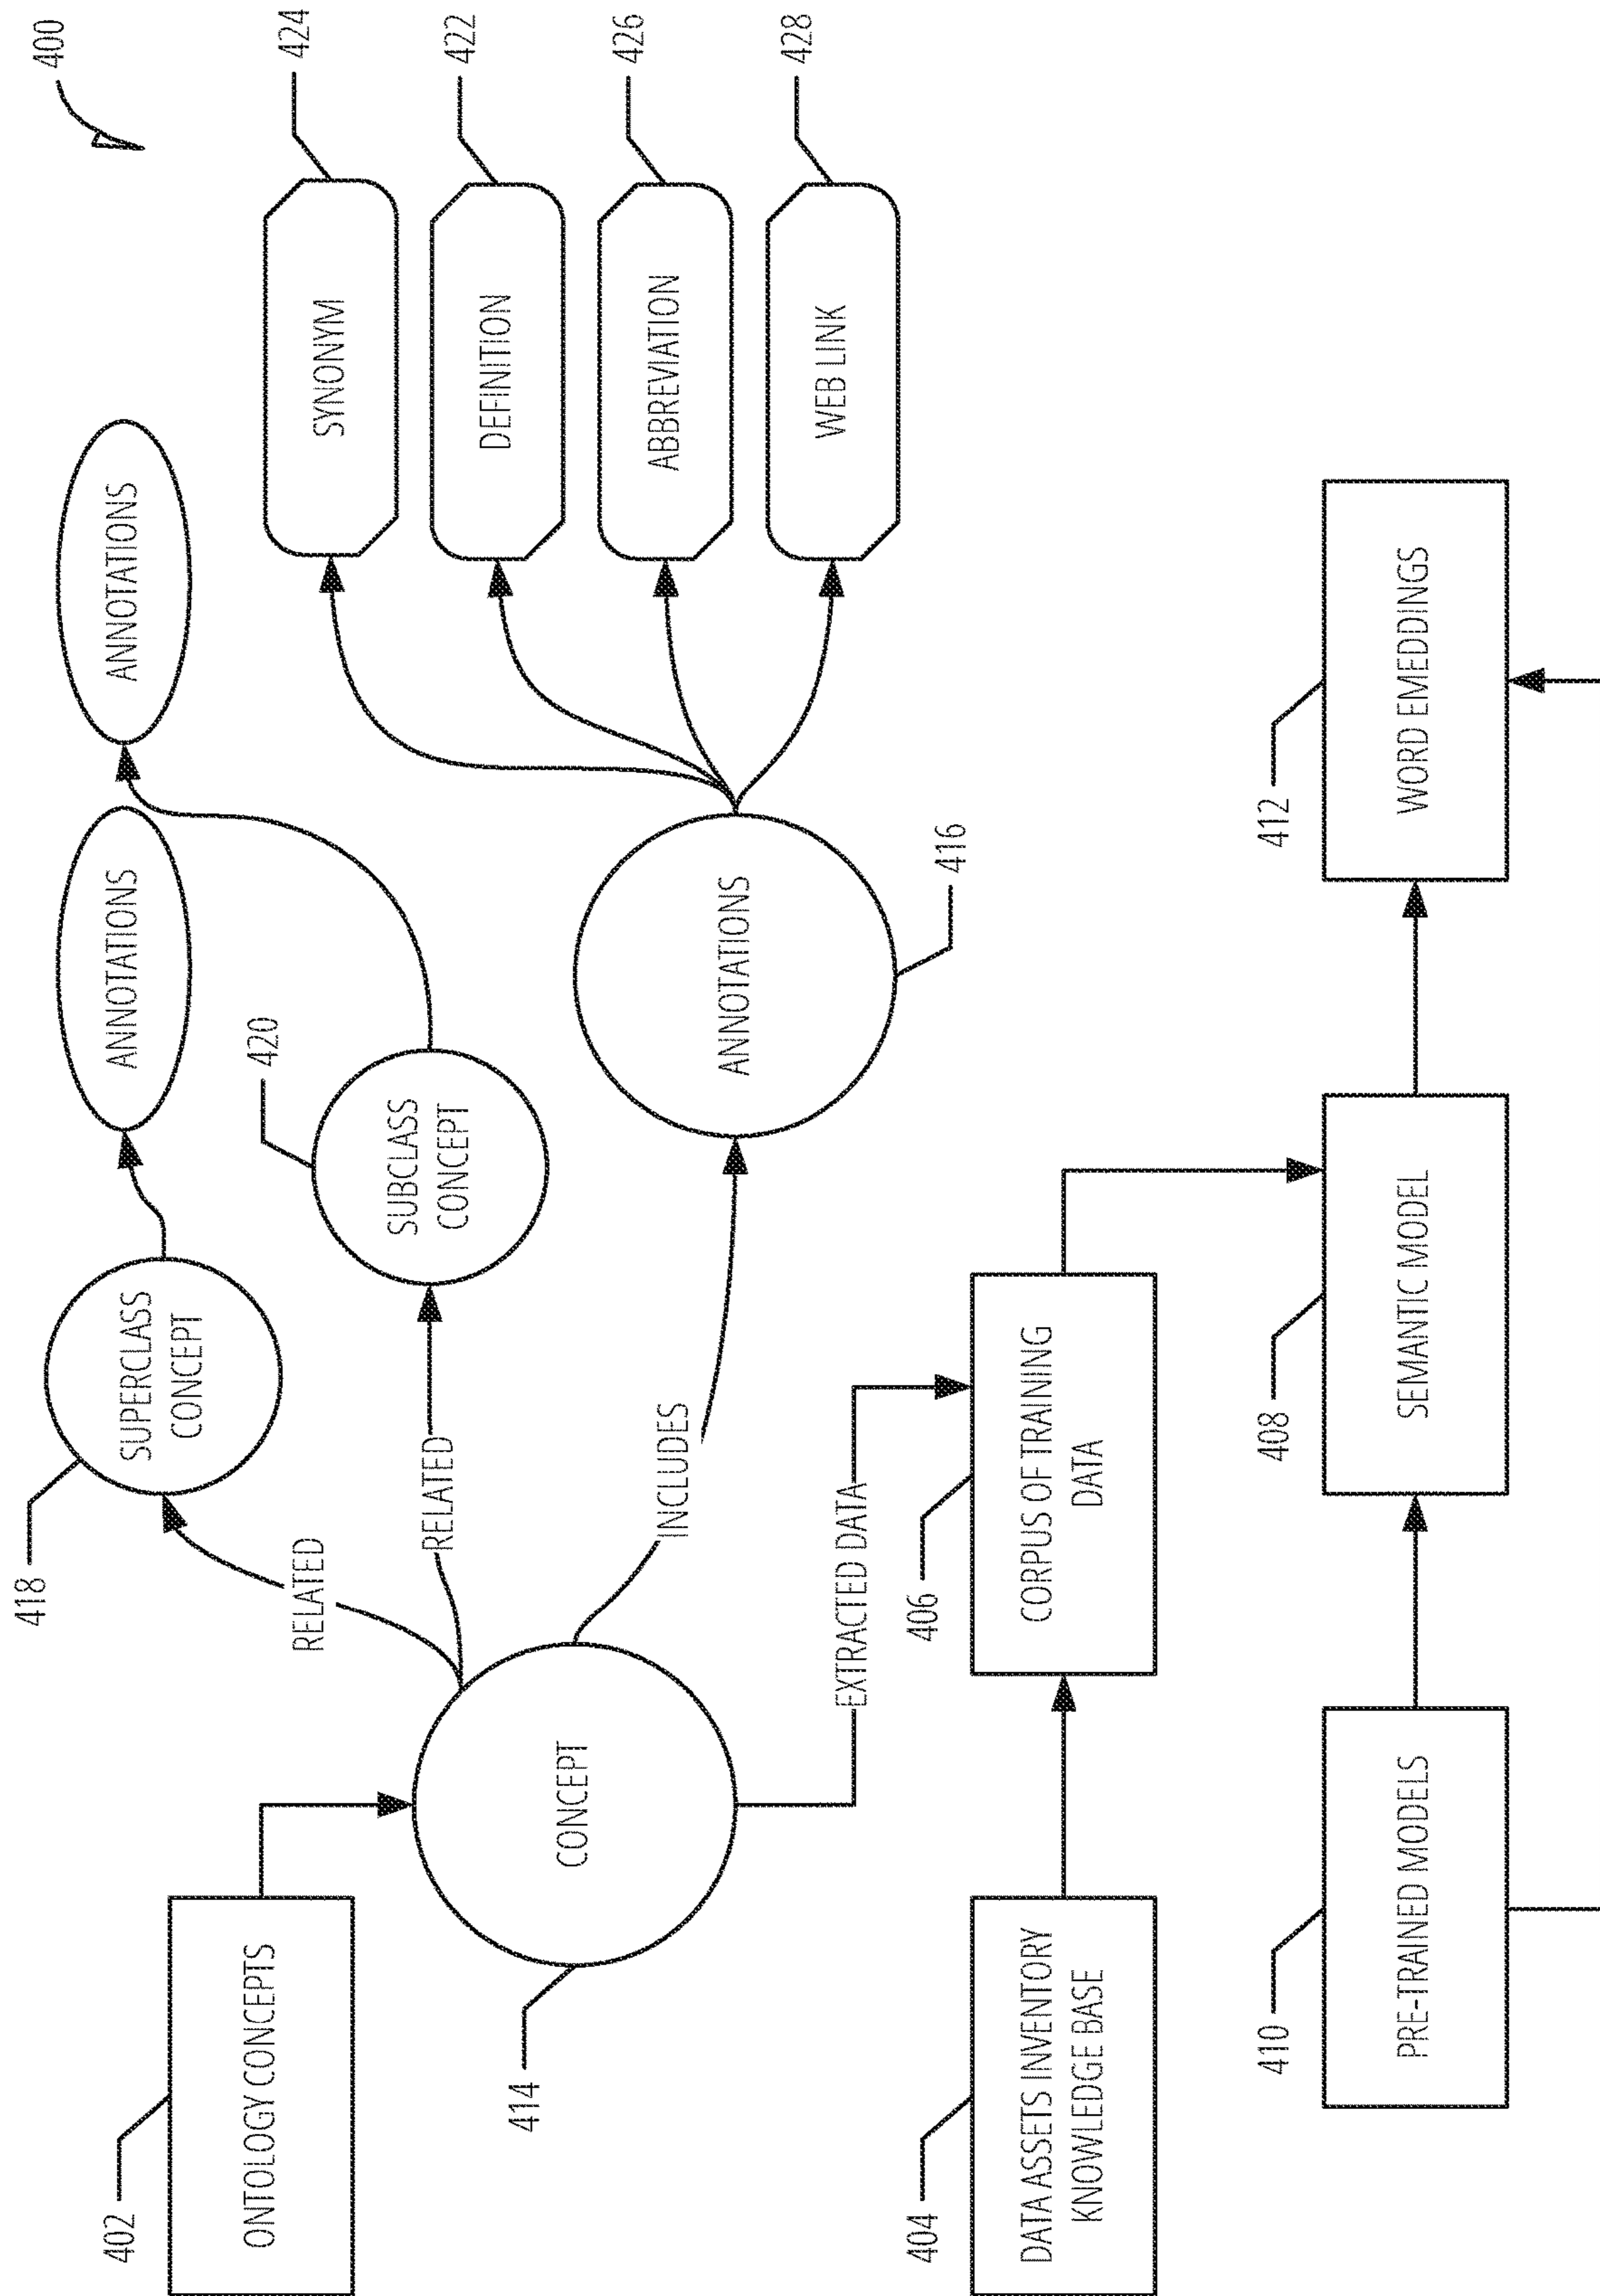 400
402
ONTOLOGY CONCEPTS
414
CONCEPT
RELATED
RELATED
INCLUDES
418
SUPERCLASS
CONCEPT
420
SUBCLASS
CONCEPT
ANNOTATIONS
ANNOTATIONS
ANNOTATIONS
416
424
SYNONYM
422
DEFINITION
426
ABBREVIATION
428
WEB LINK
EXTRACTED DATA
404
DATA ASSETS INVENTORY
KNOWLEDGE BASE
406
CORPUS OF TRAINING
DATA
410
PRE-TRAINED MODELS
408
SEMANTIC MODEL
412
WORD EMEDDINGS